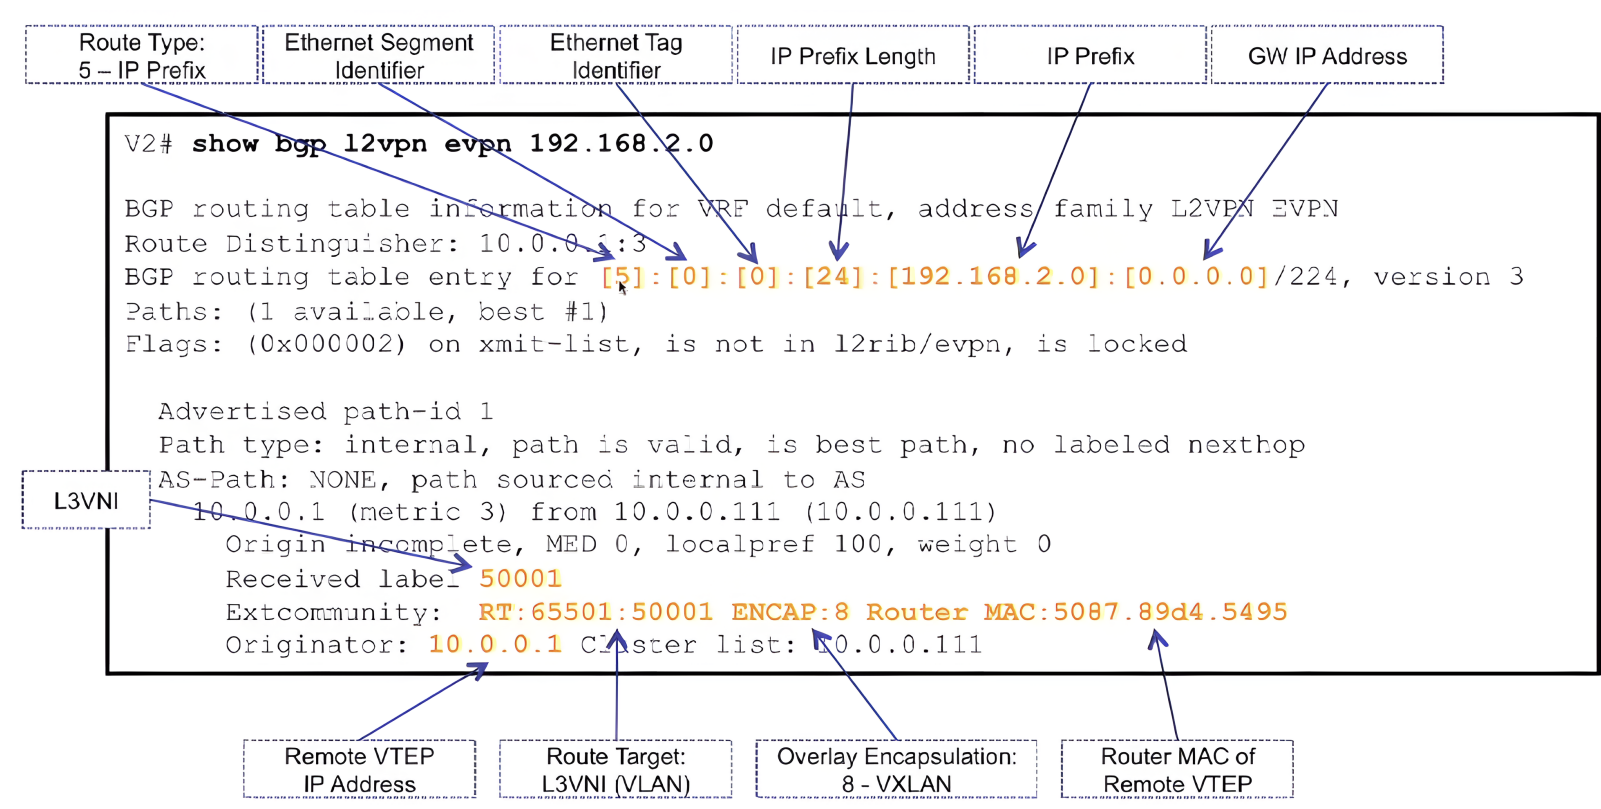 Route Type:
5 – IP Prefix
Ethernet Segment
Identifier
Ethernet Tag
Identifier
IP Prefix Length
IP Prefix
GW IP Address
V2# show bgp l2vpn evpn 192.168.2.0
BGP routing table information for VRF default, address family L2VPN EVPN
Route Distinguisher: 10.0.0.1:3
BGP routing table entry for [5]:[0]:[0]:[24]:[192.168.2.0]:[0.0.0.0]/224, version 3
Paths: (1 available, best #1)
Flags: (0x000002) on xmit-list, is not in l2rib/evpn, is locked
Advertised path-id 1
Path type: internal, path is valid, is best path, no labeled nexthop
AS-Path: NONE, path sourced internal to AS
L3VNI
10.0.0.1 (metric 3) from 10.0.0.111 (10.0.0.111)
Origin incomplete, MED 0, localpref 100, weight 0
Received label 50001
Extcommunity: RT:65501:50001 ENCAP:8 Router MAC:5087.89d4.5495
Originator: 10.0.0.1 Cluster list: 10.0.0.111
Remote VTEP
IP Address
Route Target:
L3VNI (VLAN)
Overlay Encapsulation:
8 - VXLAN
Router MAC of
Remote VTEP